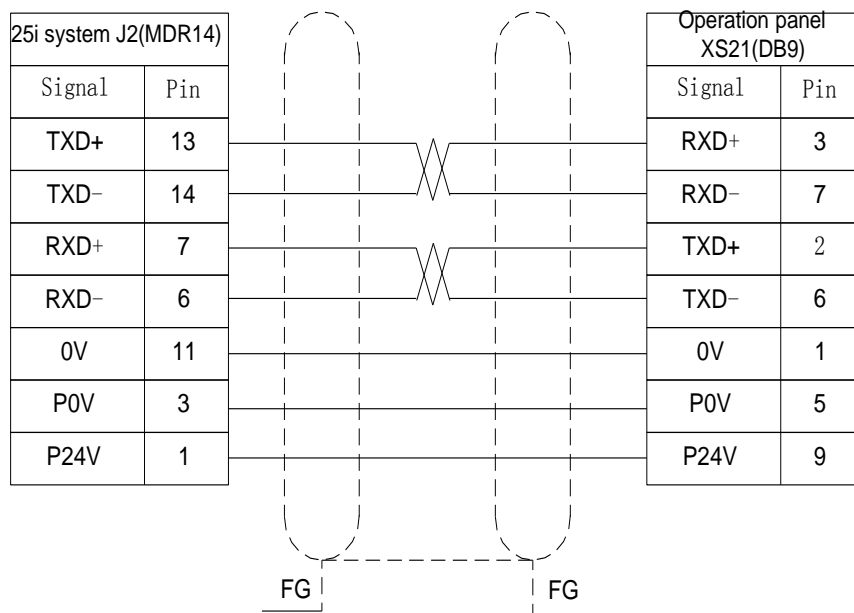 25i system J2(MDR14)
Signal Pin
TXD+ 13
TXD- 14
RXD+ 7
RXD- 6
0V 11
P0V 3
P24V 1
Operation panel
XS21(DB9)
Signal Pin
RXD+ 3
RXD- 7
TXD+ 2
TXD- 6
0V 1
P0V 5
P24V 9
FG FG